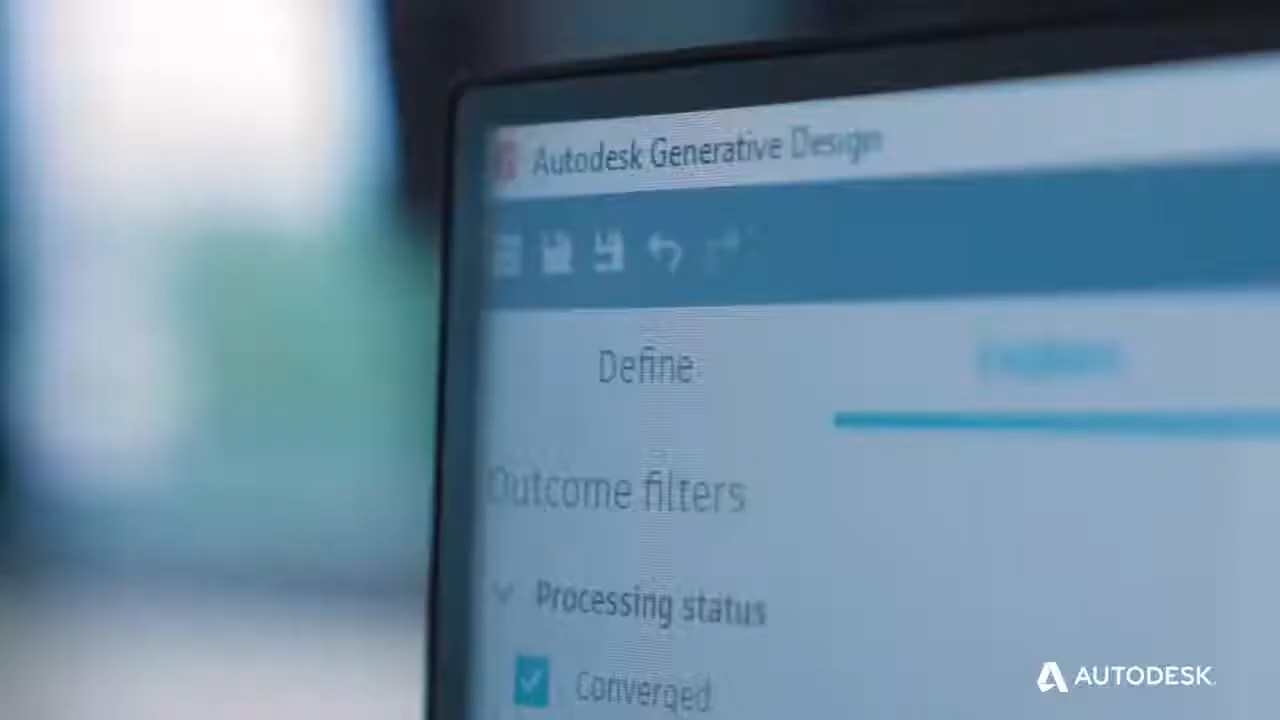 Autodesk Generative Design
Define
Outcome filters
Processing status
Converged
AUTODESK